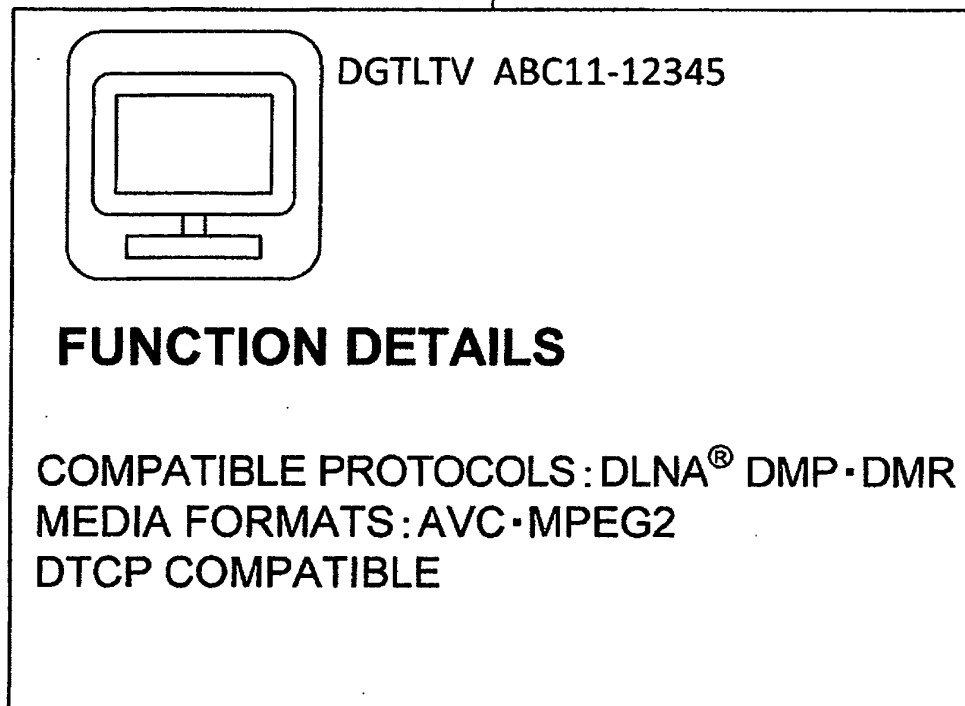 DGTLTV ABC11-12345
FUNCTION DETAILS
COMPATIBLE PROTOCOLS:DLNA® DMP・DMR
MEDIA FORMATS:AVC・MPEG2
DTCP COMPATIBLE